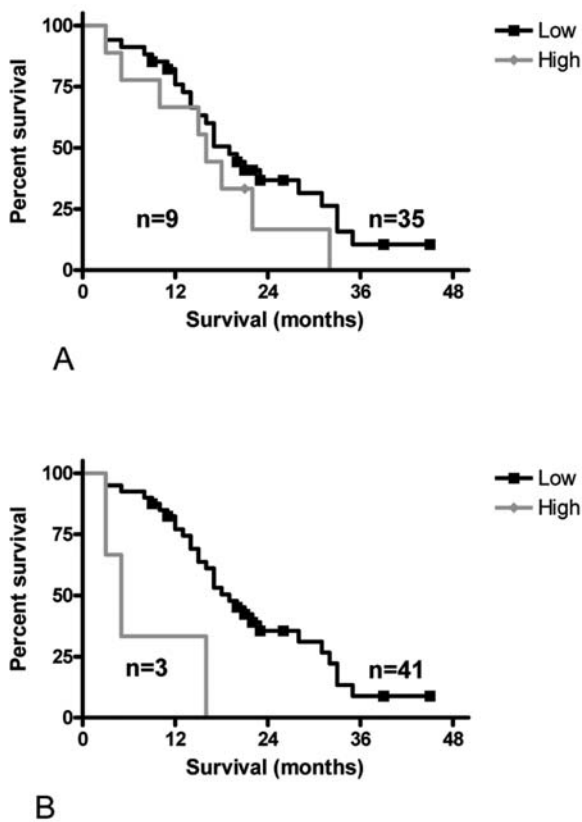 100
75
50
25
0
Percent survival
0 12 24 36 48
Survival (months)
n=9
n=35
Low
High
A
100
75
50
25
0
Percent survival
0 12 24 36 48
Survival (months)
n=3
n=41
Low
High
B